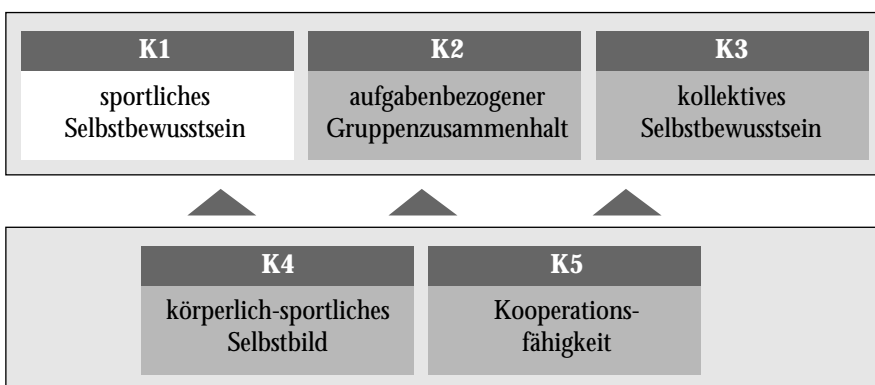 K1
sportliches
Selbstbewusstsein
K2
aufgabenbezogener
Gruppenzusammenhalt
K3
kollektives
Selbstbewusstsein
K4
körperlich-sportliches
Selbstbild
K5
Kooperations-
fähigkeit